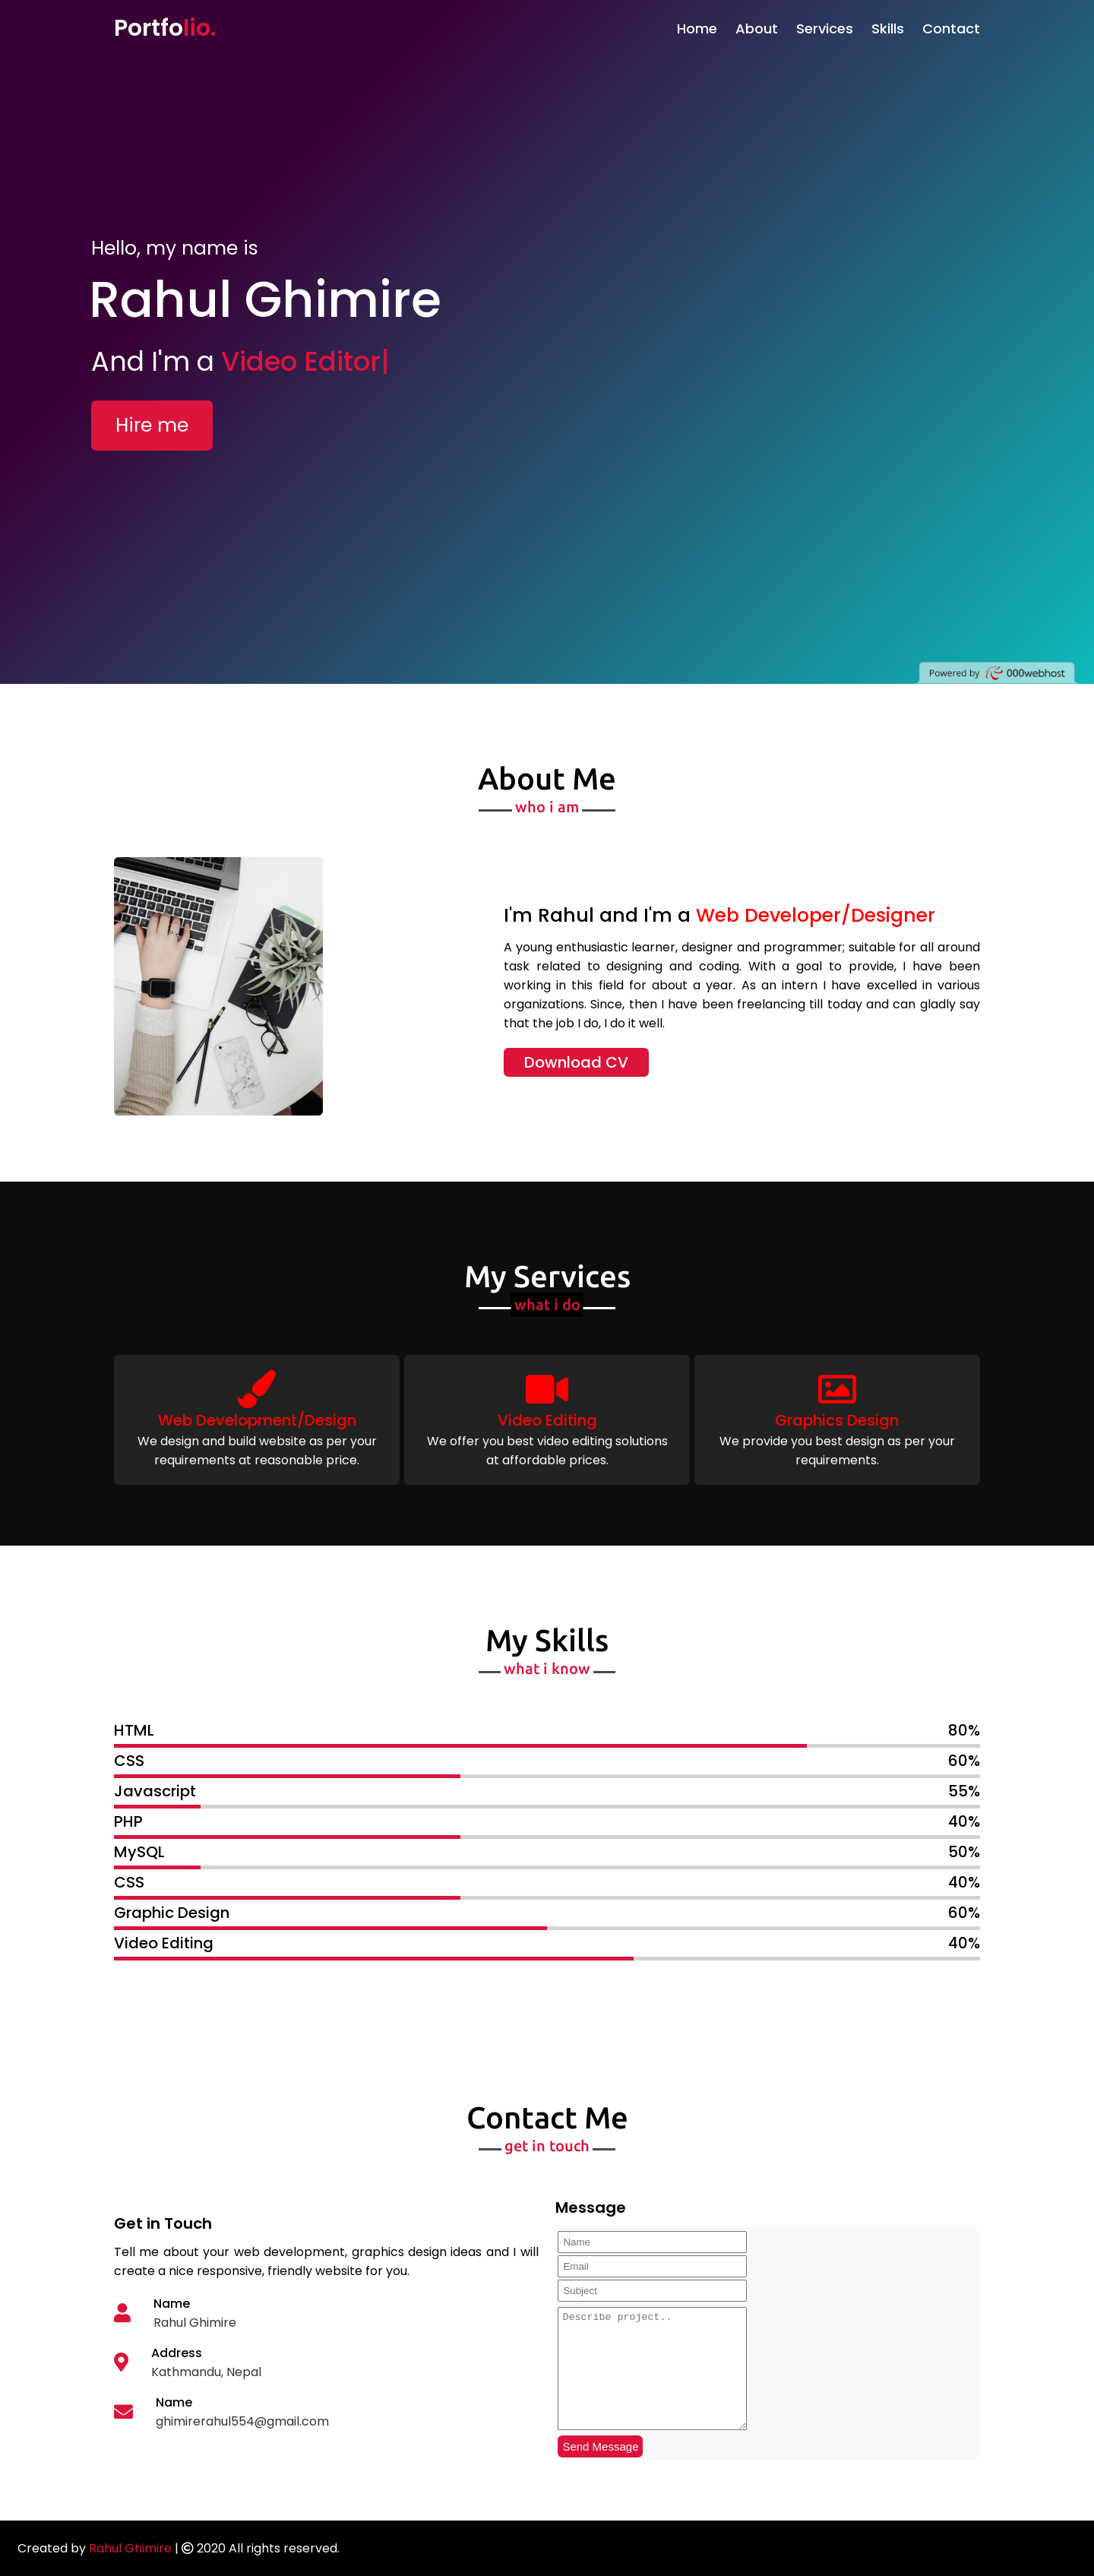 Portfolio.
Home About Services Skills Contact
Hello, my name is
Rahul Ghimire
And I'm a Video Editor|
Hire me
Powered by 000webhost
About Me
who i am
I'm Rahul and I'm a Web Developer/Designer
A young enthusiastic learner, designer and programmer; suitable for all around
task related to designing and coding. With a goal to provide, I have been
working in this field for about a year. As an intern I have excelled in various
organizations. Since, then I have been freelancing till today and can gladly say
that the job I do, I do it well.
Download CV
My Services
what i do
Web Development/Design
We design and build website as per your
requirements at reasonable price.
Video Editing
We offer you best video editing solutions
at affordable prices.
Graphics Design
We provide you best design as per your
requirements.
My Skills
what i know
HTML 80%
CSS 60%
Javascript 55%
PHP 40%
MySQL 50%
CSS 40%
Graphic Design 60%
Video Editing 40%
Contact Me
get in touch
Get in Touch
Tell me about your web development, graphics design ideas and I will
create a nice responsive, friendly website for you.
Name
Rahul Ghimire
Address
Kathmandu, Nepal
Name
ghimirerahul554@gmail.com
Message
Name
Email
Subject
Describe project..
Send Message
Created by Rahul Ghimire | © 2020 All rights reserved.